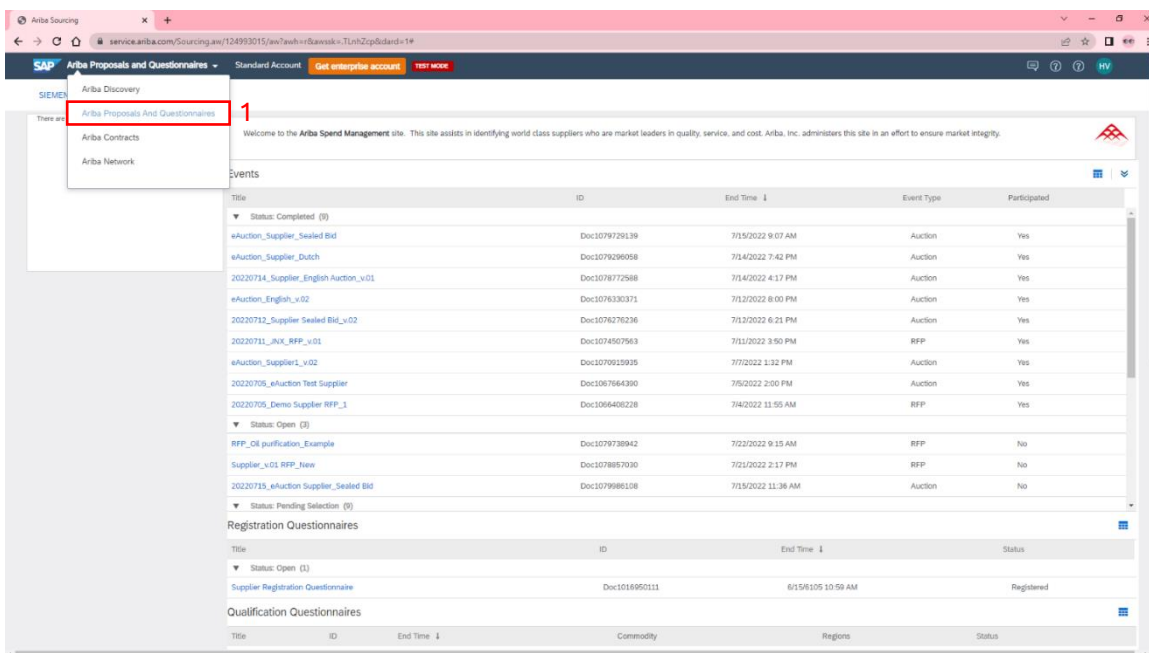 Ariba Sourcing
service.ariba.com/Sourcing.aw/124993015/aw?awh=r&awssk=.TLnhZcp&dard=1#
SAP Ariba Proposals and Questionnaires Standard Account Get enterprise account TEST MODE HV
Ariba Discovery
SIEMEN
Ariba Proposals And Questionnaires 1
There are
Ariba Contracts
Ariba Network
Welcome to the Ariba Spend Management site. This site assists in identifying world class suppliers who are market leaders in quality, service, and cost. Ariba, Inc. administers this site in an effort to ensure market integrity.
Events
Title ID End Time ↓ Event Type Participated
▼ Status: Completed (9)
eAuction_Supplier_Sealed Bid Doc1079729139 7/15/2022 9:07 AM Auction Yes
eAuction_Supplier_Dutch Doc1079296058 7/14/2022 7:42 PM Auction Yes
20220714_Supplier_English Auction_v.01 Doc1078772588 7/14/2022 4:17 PM Auction Yes
eAuction_English_v.02 Doc1076330371 7/12/2022 8:00 PM Auction Yes
20220712_Supplier Sealed Bid_v.02 Doc1076276236 7/12/2022 6:21 PM Auction Yes
20220711_JNX_RFP_v.01 Doc1074507563 7/11/2022 3:50 PM RFP Yes
eAuction_Supplier1_v.02 Doc1070915935 7/7/2022 1:32 PM Auction Yes
20220705_eAuction Test Supplier Doc1067664390 7/5/2022 2:00 PM Auction Yes
20220705_Demo Supplier RFP_1 Doc1066408228 7/4/2022 11:55 AM RFP Yes
▼ Status: Open (3)
RFP_Oil purification_Example Doc1079738942 7/22/2022 9:15 AM RFP No
Supplier_v.01 RFP_New Doc1078857030 7/21/2022 2:17 PM RFP No
20220715_eAuction Supplier_Sealed Bid Doc1079986108 7/15/2022 11:36 AM Auction No
▼ Status: Pending Selection (9)
Registration Questionnaires
Title ID End Time ↓ Status
▼ Status: Open (1)
Supplier Registration Questionnaire Doc1016950111 6/15/6105 10:59 AM Registered
Qualification Questionnaires
Title ID End Time ↓ Commodity Regions Status